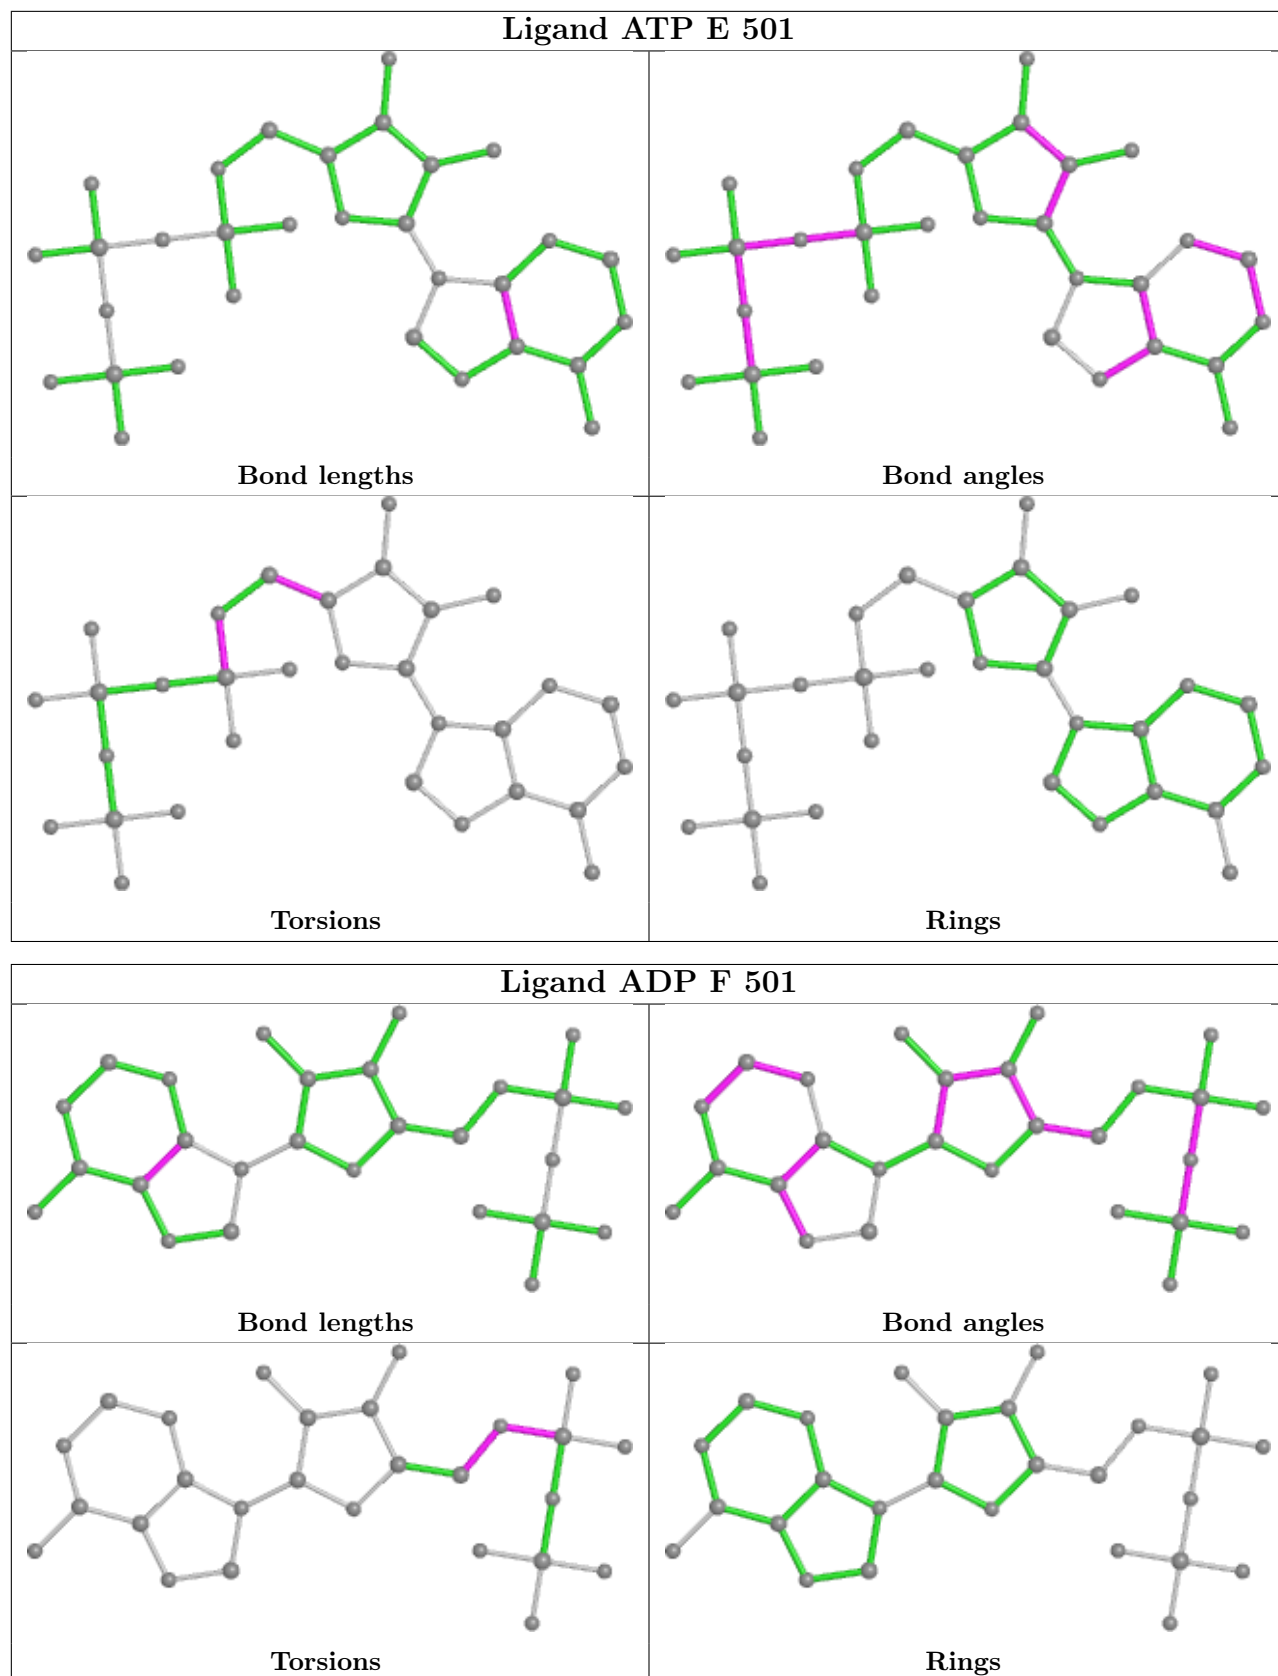 Ligand ATP E 501
Bond lengths
Bond angles
Torsions
Rings
Ligand ADP F 501
Bond lengths
Bond angles
Torsions
Rings